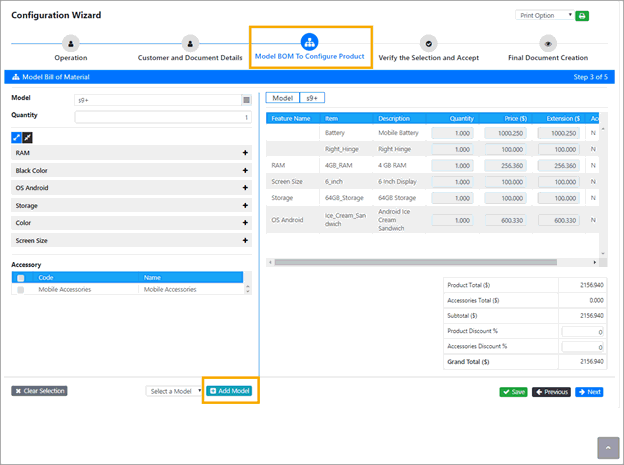 Configuration Wizard
Print Option
Operation
Customer and Document Details
Model BOM To Configure Product
Verify the Selection and Accept
Final Document Creation
Model Bill of Material
Step 3 of 5
Model
s9+
Quantity
1
RAM
Black Color
OS Android
Storage
Color
Screen Size
Accessory
Code Name
Mobile Accessories Mobile Accessories
Clear Selection
Select a Model
Add Model
Model s9+
Feature Name Item Description Quantity Price ($) Extension ($
Battery Mobile Battery 1.000 1000.250 1000.250 N
Right_Hinge Right Hinge 1.000 100.000 100.000 N
RAM 4GB_RAM 4 GB RAM 1.000 256.360 256.360 N
Screen Size 6_inch 6 Inch Display 1.000 100.000 100.000 N
Storage 64GB_Storage 64GB Storage 1.000 100.000 100.000 N
OS Android ice_Cream_San
dwich
Android Ice
Cream
Sandwich
1.000 600.330 600.330 N
Product Total ($) 2156.940
Accessories Total ($) 0.000
Subtotal ($) 2156.940
Product Discount % 0
Accessories Discount % 0
Grand Total ($) 2156.940
Save
Previous
Next